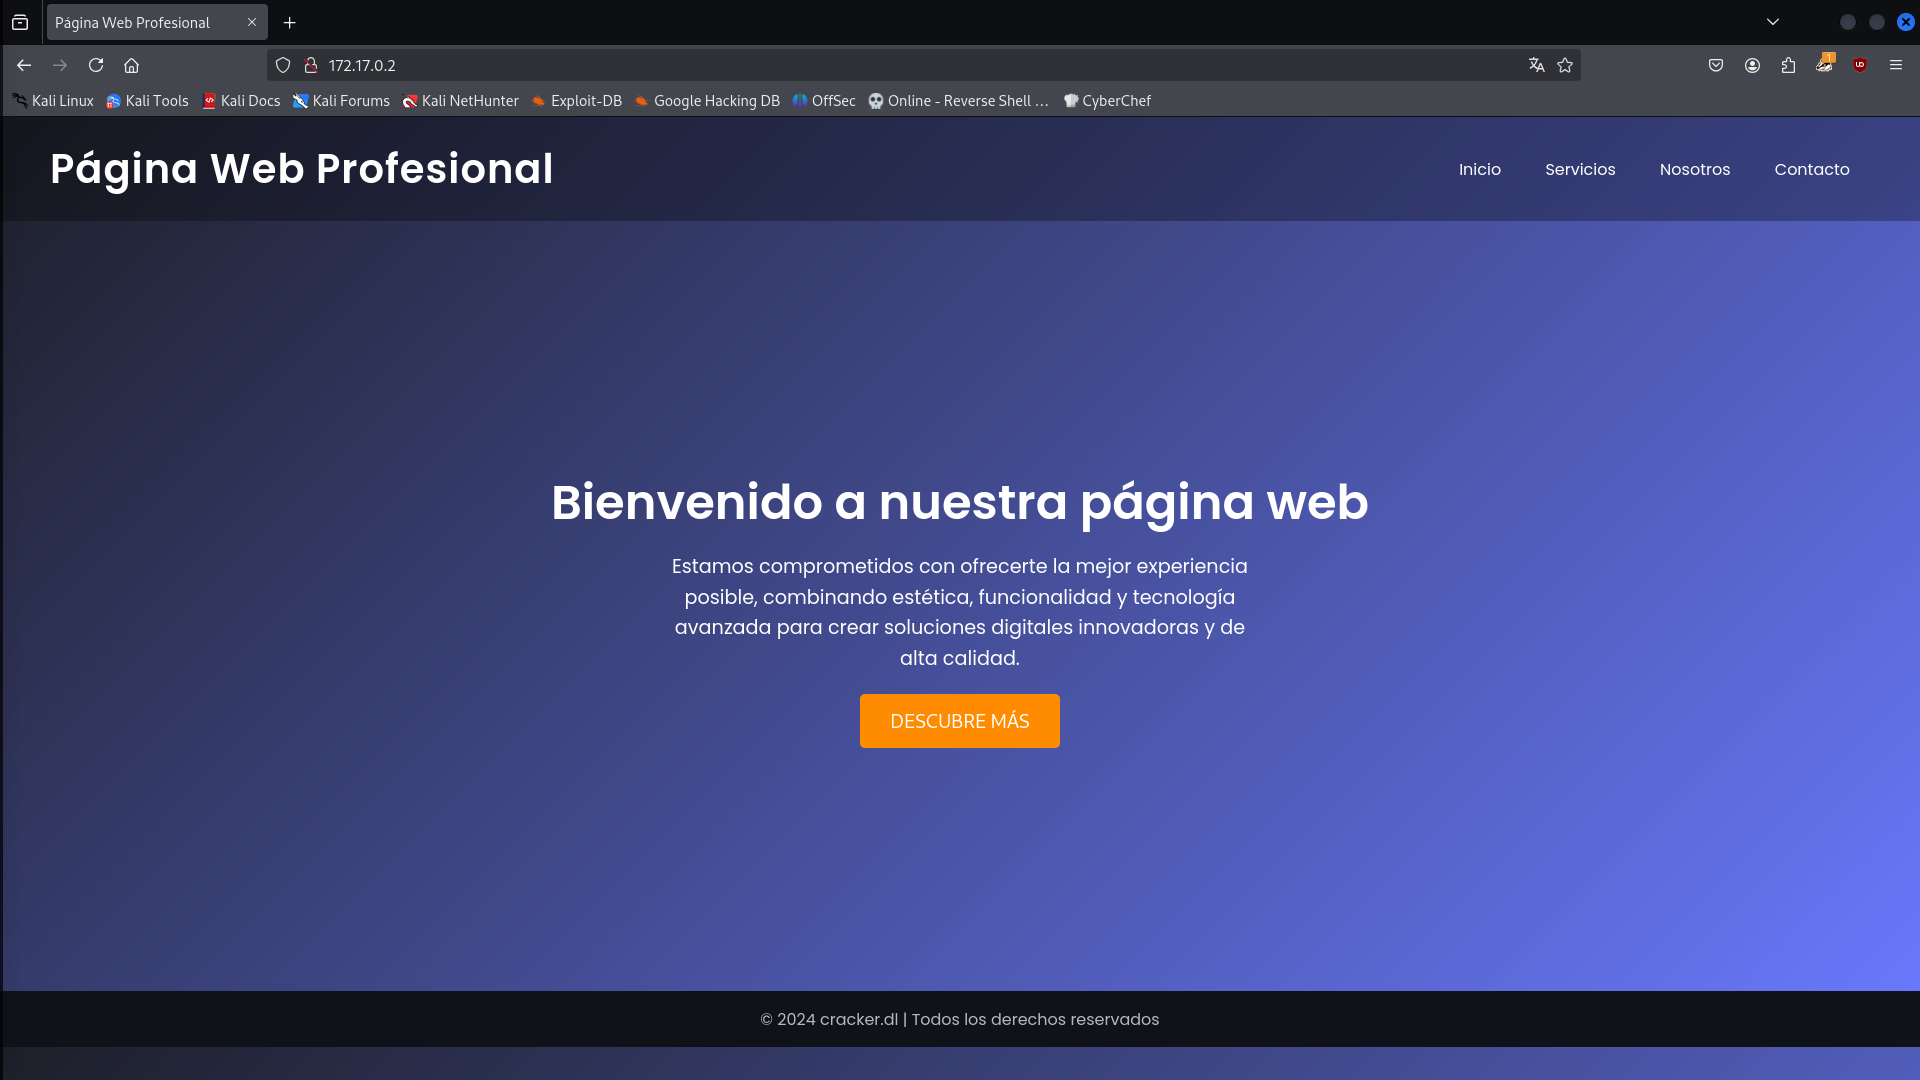 Página Web Profesional
172.17.0.2
1
UD
Kali Linux Kali Tools Kali Docs Kali Forums Kali NetHunter Exploit-DB Google Hacking DB OffSec Online - Reverse Shell … CyberChef
Página Web Profesional
Inicio Servicios Nosotros Contacto
Bienvenido a nuestra página web
Estamos comprometidos con ofrecerte la mejor experiencia
posible, combinando estética, funcionalidad y tecnología
avanzada para crear soluciones digitales innovadoras y de
alta calidad.
DESCUBRE MÁS
© 2024 cracker.dl | Todos los derechos reservados